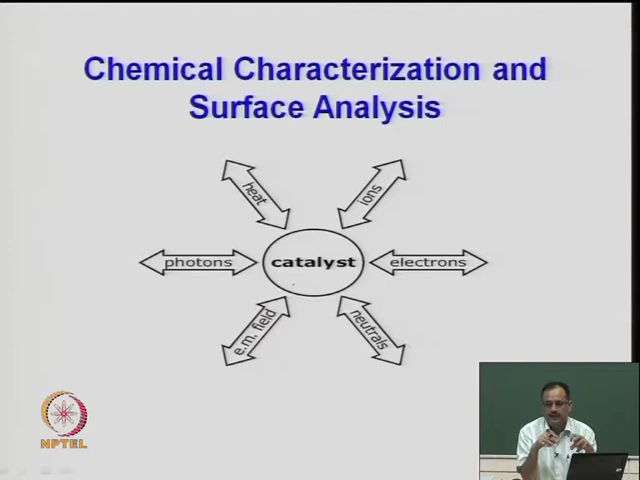 Chemical Characterization and
Surface Analysis
heat
ions
photons
catalyst
electrons
e.m. field
neutrals
NPTEL